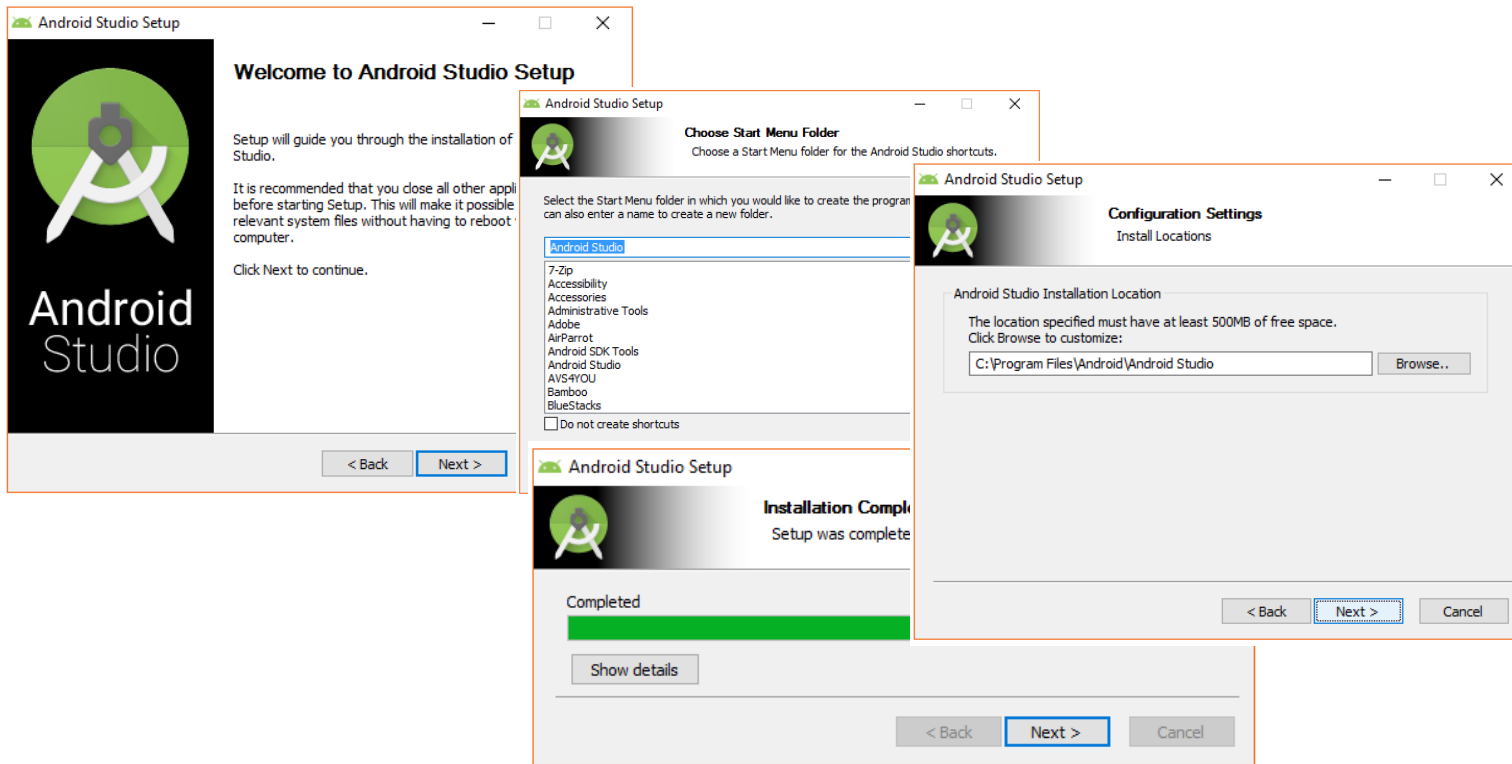 Android Studio Setup
Welcome to Android Studio Setup
Setup will guide you through the installation of
Studio.
It is recommended that you close all other
before starting Setup. This will make it possible
relevant system files without having to reboot
computer.
Click Next to continue.
Android
Studio
< Back
Next >
Android Studio Setup
Choose Start Menu Folder
Choose a Start Menu folder for the Android Studio shortcuts.
Select the Start Menu folder in which you would like to create the
can also enter a name to create a new folder.
Android Studio
7-Zip
Accessibility
Accessories
Administrative Tools
Adobe
AirParrot
Android SDK Tools
Android Studio
AVS4YOU
Bamboo
BlueStacks
Do not create shortcuts
Android Studio Setup
Configuration Settings
Install Locations
Android Studio Installation Location
The location specified must have at least 500MB of free space.
Click Browse to customize:
C:\Program Files\Android\Android Studio
Browse..
< Back
Next >
Cancel
Android Studio Setup
Installation
Setup was complete
Completed
Show details
< Back
Next >
Cancel